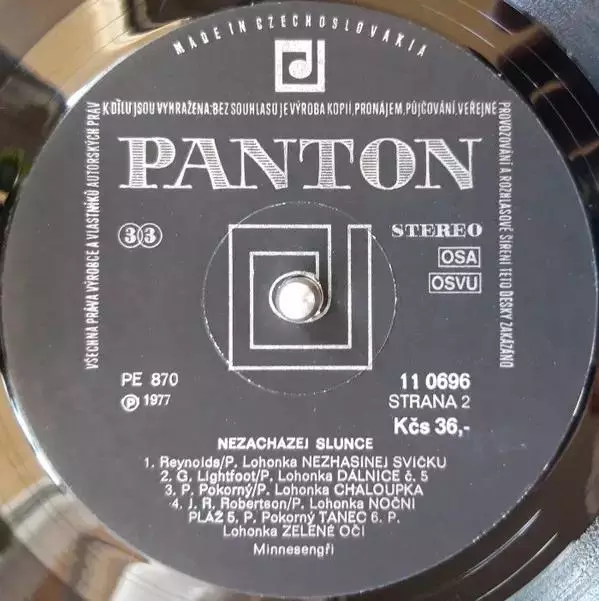 MADE IN CZECHOSLOVAKIA
VŠECHNA PRÁVA VÝROBCE A VLASTNÍKŮ AUTORSKÝCH PRÁV
K DÍLU JSOU VYHRAŽENA: BEZ SOUHLASU JE VÝROBA KOPIÍ, PRONÁJEM, PŮJČOVÁNÍ, VEŘEJNÉ
PROVOZOVÁNÍ A ROZHLASOVÉ ŠÍŘENÍ TÉTO DESKY ZAKÁZÁNO
PANTON
33
STEREO
OSA
OSVU
PE 870
11 0696
Ⓟ 1977
STRANA 2
Kčs 36,-
NEZACHÁZEJ SLUNCE
1. Reynolds/P. Lohonka NEZHASÍNEJ SVÍČKU
2. G. Lightfoot/P. Lohonka DÁLNICE č. 5
3. P. Pokorný/P. Lohonka CHALOUPKA
4. J. R. Robertson/P. Lohonka NOČNÍ
PLÁŽ 5. P. Pokorný TANEC 6. P.
Lohonka ZELENÉ OČI
Minnesengři